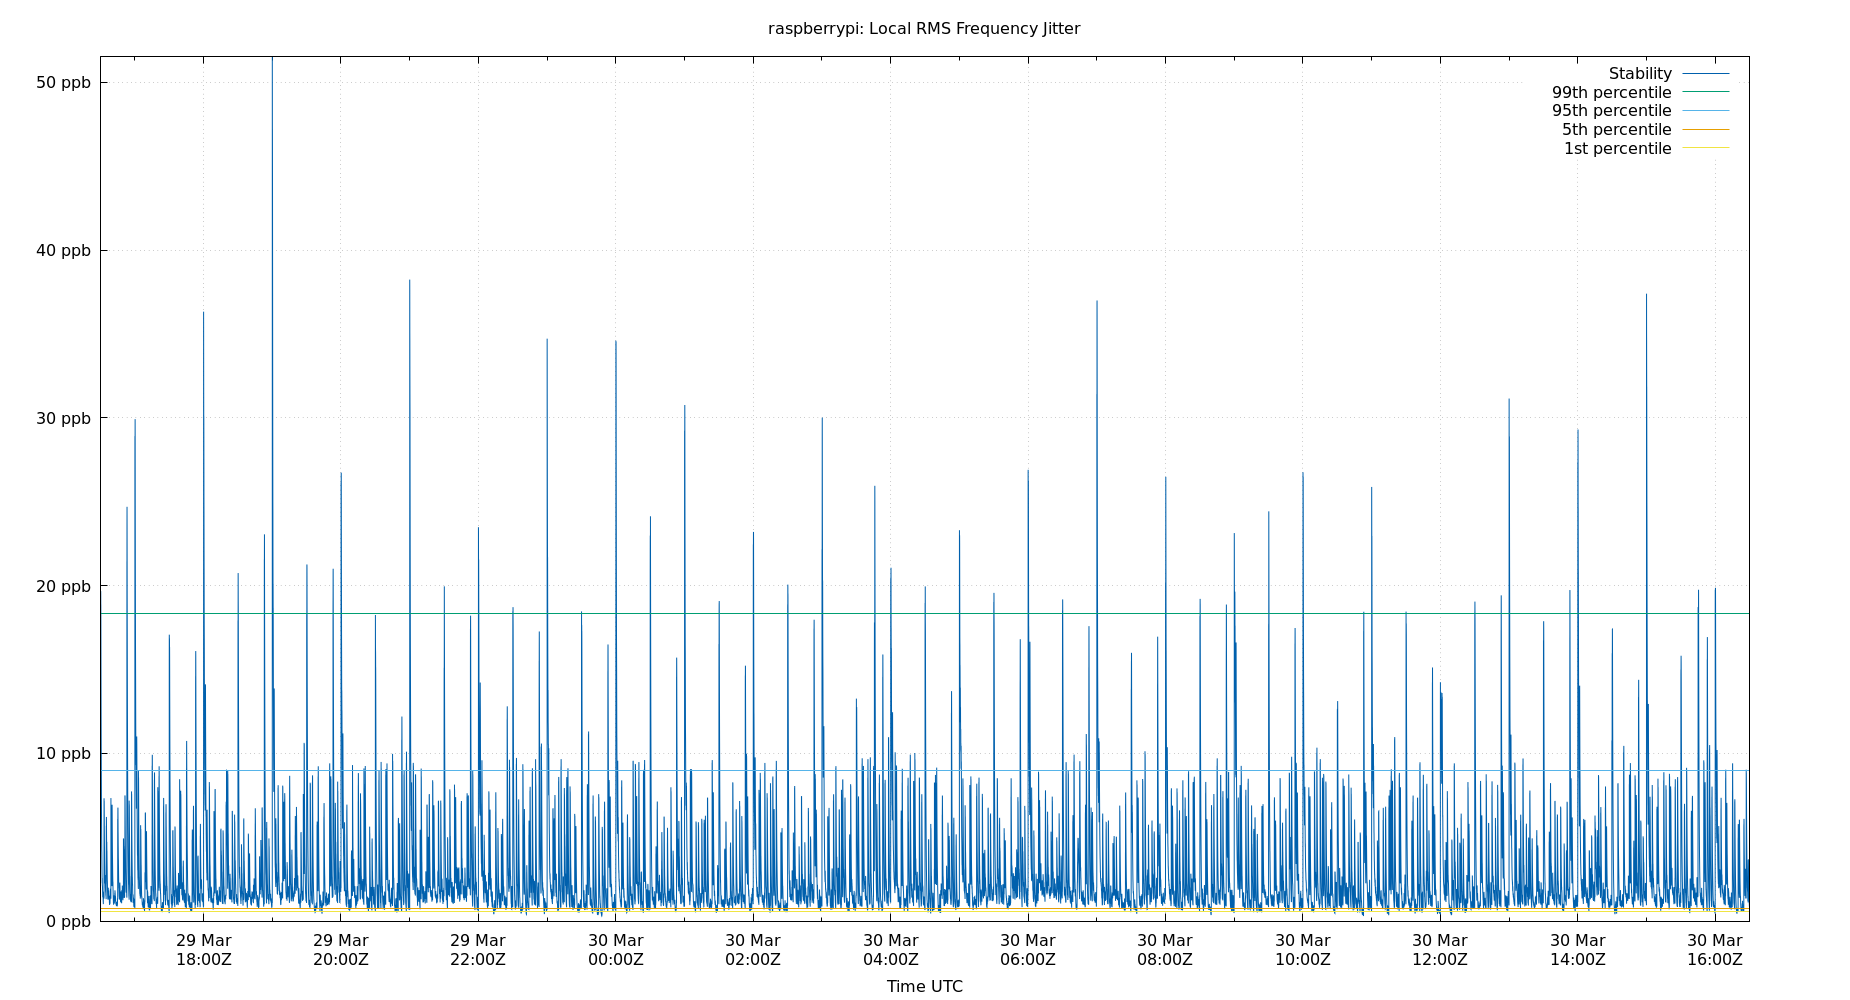 raspberrypi: Local RMS Frequency Jitter
50 ppb
40 ppb
30 ppb
20 ppb
10 ppb
0 ppb
Stability
99th percentile
95th percentile
5th percentile
1st percentile
29 Mar 29 Mar 29 Mar 30 Mar 30 Mar 30 Mar 30 Mar 30 Mar 30 Mar 30 Mar 30 Mar 30 Mar
18:00Z 20:00Z 22:00Z 00:00Z 02:00Z 04:00Z 06:00Z 08:00Z 10:00Z 12:00Z 14:00Z 16:00Z
Time UTC